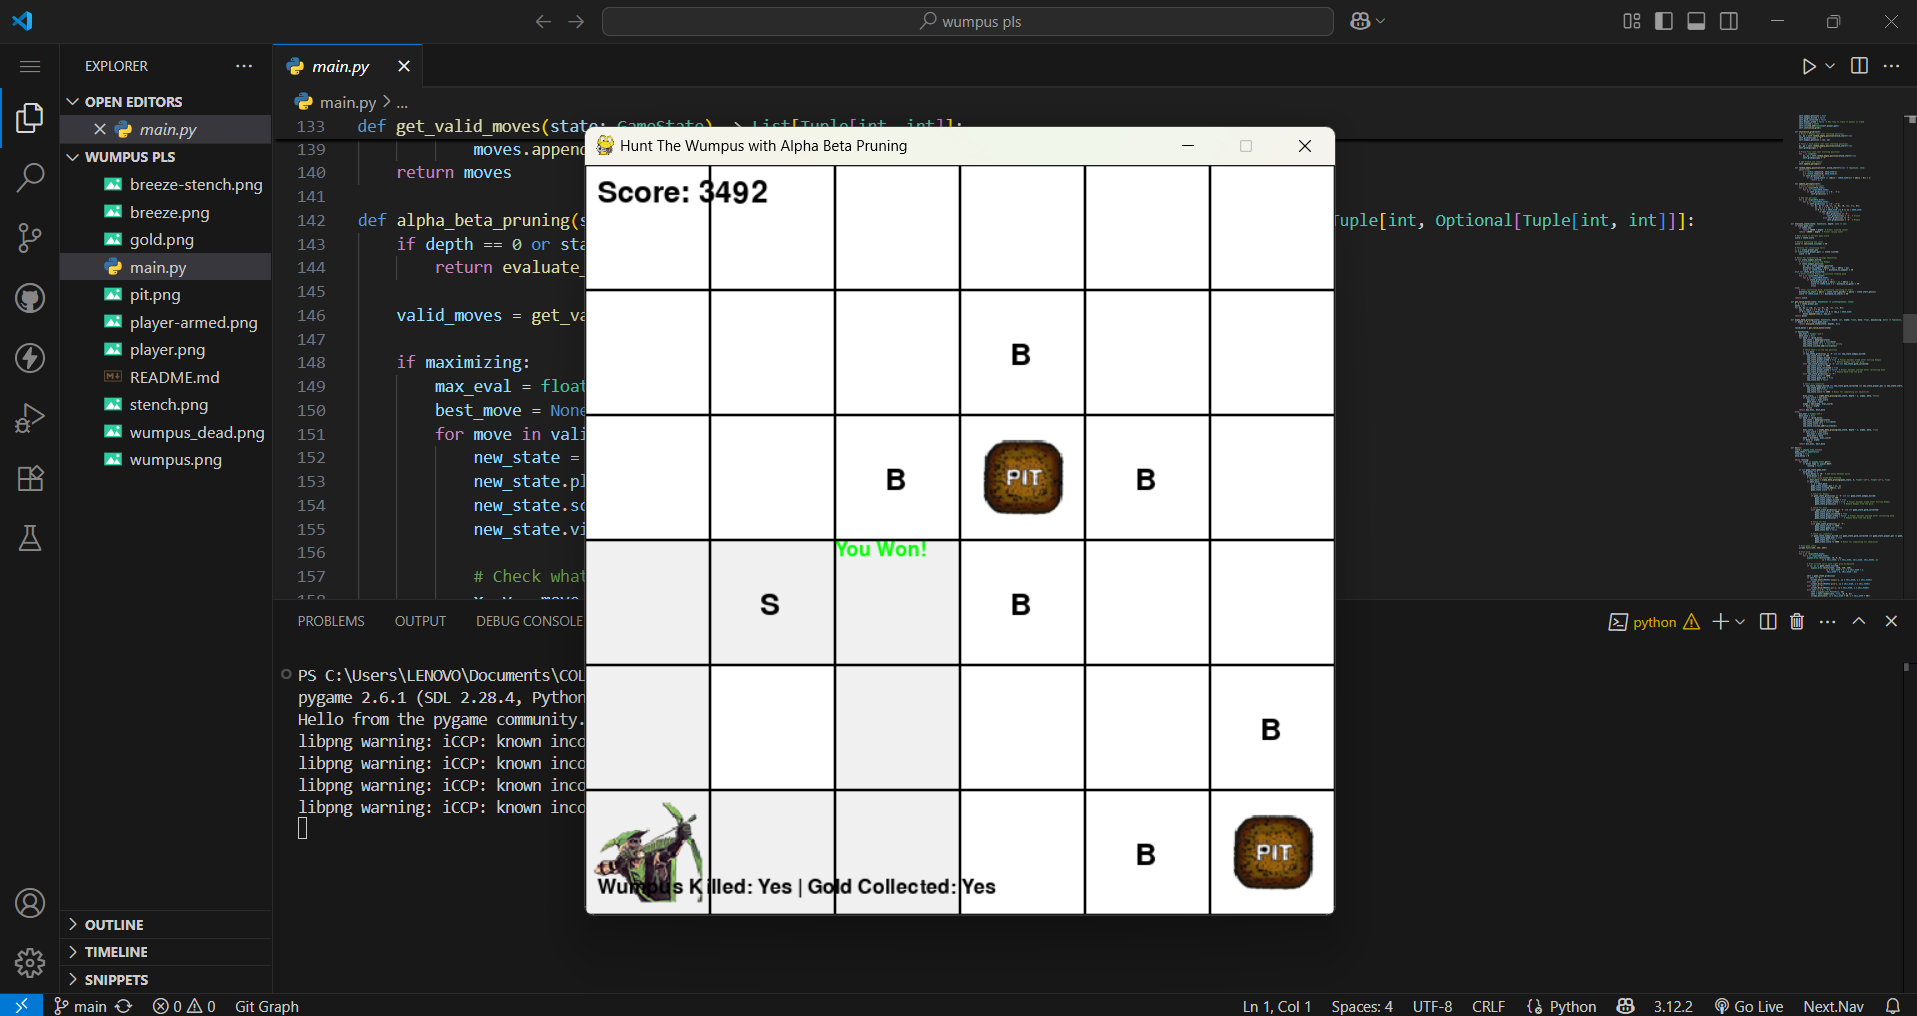 wumpus pls
EXPLORER
main.py
OPEN EDITORS
main.py
main.py > ...
WUMPUS PLS
breeze-stench.png
breeze.png
gold.png
main.py
pit.png
player-armed.png
player.png
README.md
stench.png
wumpus_dead.png
wumpus.png
133 def get_valid_moves(state: GameState) -> List[Tuple[int, int]]:
139 moves.appen
140 return moves
141
142 def alpha_beta_pruning(s Tuple[int, Optional[Tuple[int, int]]]:
143 if depth == 0 or sta
144 return evaluate_
145
146 valid_moves = get_va
147
148 if maximizing:
149 max_eval = float
150 best_move = None
151 for move in vali
152 new_state =
153 new_state.pl
154 new_state.sc
155 new_state.vi
156
157 # Check what
Hunt The Wumpus with Alpha Beta Pruning
Score: 3492
B
B
PIT
B
You Won!
S
B
B
B
PIT
Wumpus Killed: Yes | Gold Collected: Yes
PROBLEMS OUTPUT DEBUG CONSOLE
python
PS C:\Users\LENOVO\Documents\COL
pygame 2.6.1 (SDL 2.28.4, Python
Hello from the pygame community.
libpng warning: iCCP: known inco
libpng warning: iCCP: known inco
libpng warning: iCCP: known inco
libpng warning: iCCP: known inco
OUTLINE
TIMELINE
SNIPPETS
main 0 0 Git Graph Ln 1, Col 1 Spaces: 4 UTF-8 CRLF Python 3.12.2 Go Live Next.Nav